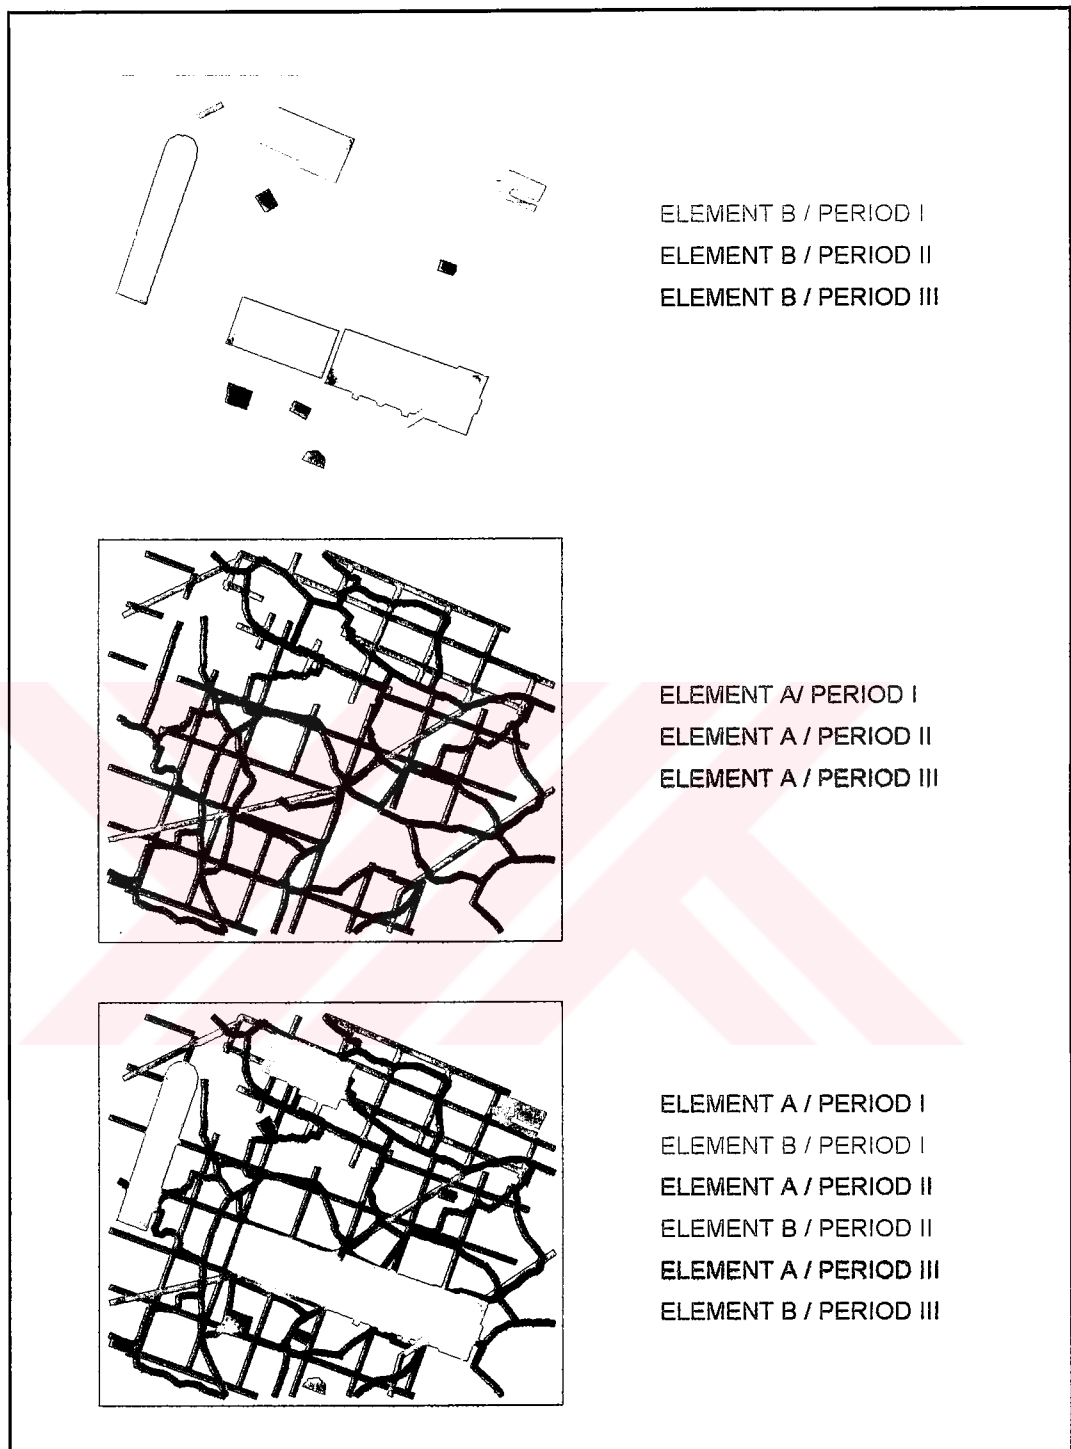 ELEMENT B / PERIOD I
ELEMENT B / PERIOD II
ELEMENT B / PERIOD III
ELEMENT A/ PERIOD I
ELEMENT A / PERIOD II
ELEMENT A / PERIOD III
ELEMENT A / PERIOD I
ELEMENT B / PERIOD I
ELEMENT A / PERIOD II
ELEMENT B / PERIOD II
ELEMENT A / PERIOD III
ELEMENT B / PERIOD III